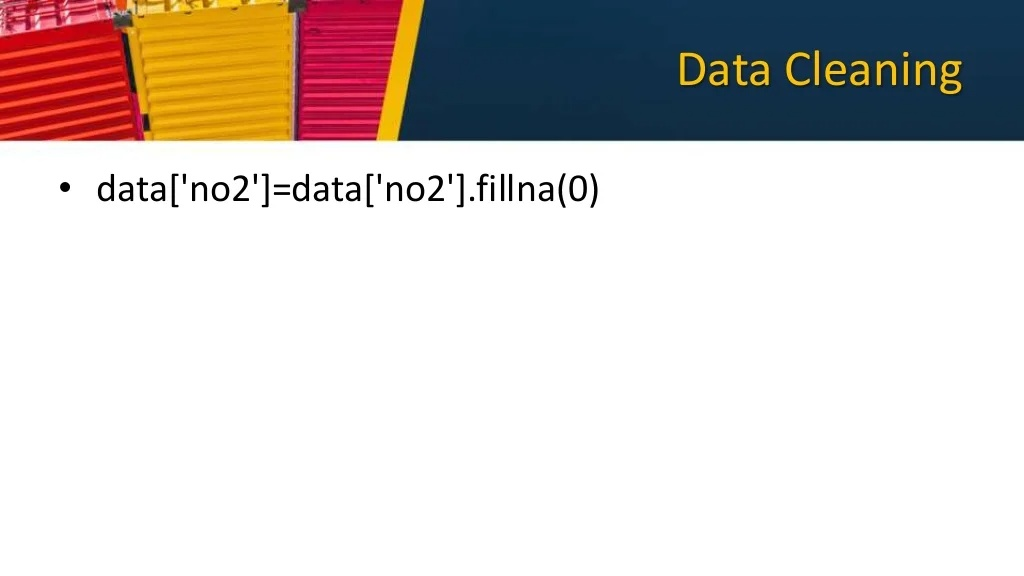 Data Cleaning
• data['no2']=data['no2'].fillna(0)